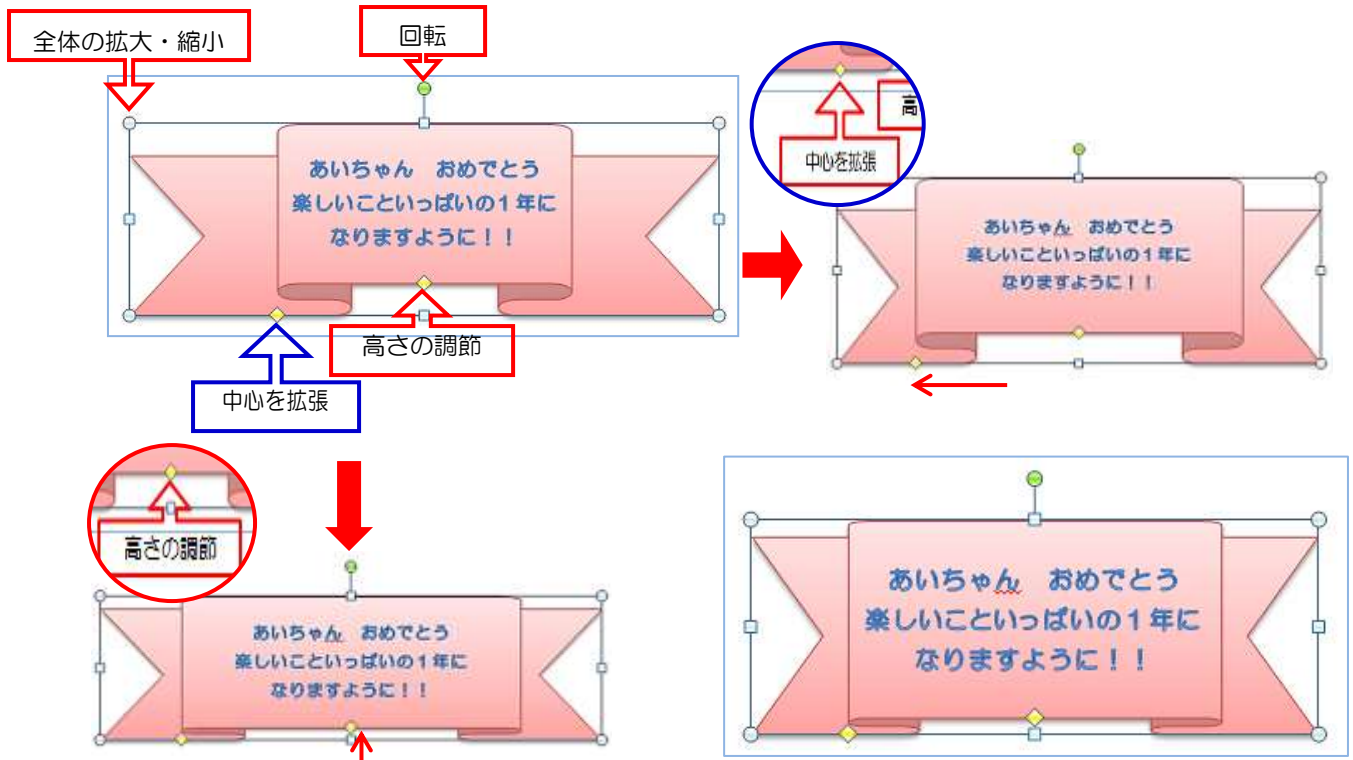 全体の拡大・縮小
回転
あいちゃん　おめでとう
楽しいこといっぱいの１年に
なりますように！！
高さの調節
中心を拡張
高
中心を拡張
あいちゃん　おめでとう
楽しいこといっぱいの１年に
なりますように！！
高さの調節
あいちゃん　おめでとう
楽しいこといっぱいの１年に
なりますように！！
あいちゃん　おめでとう
楽しいこといっぱいの１年に
なりますように！！